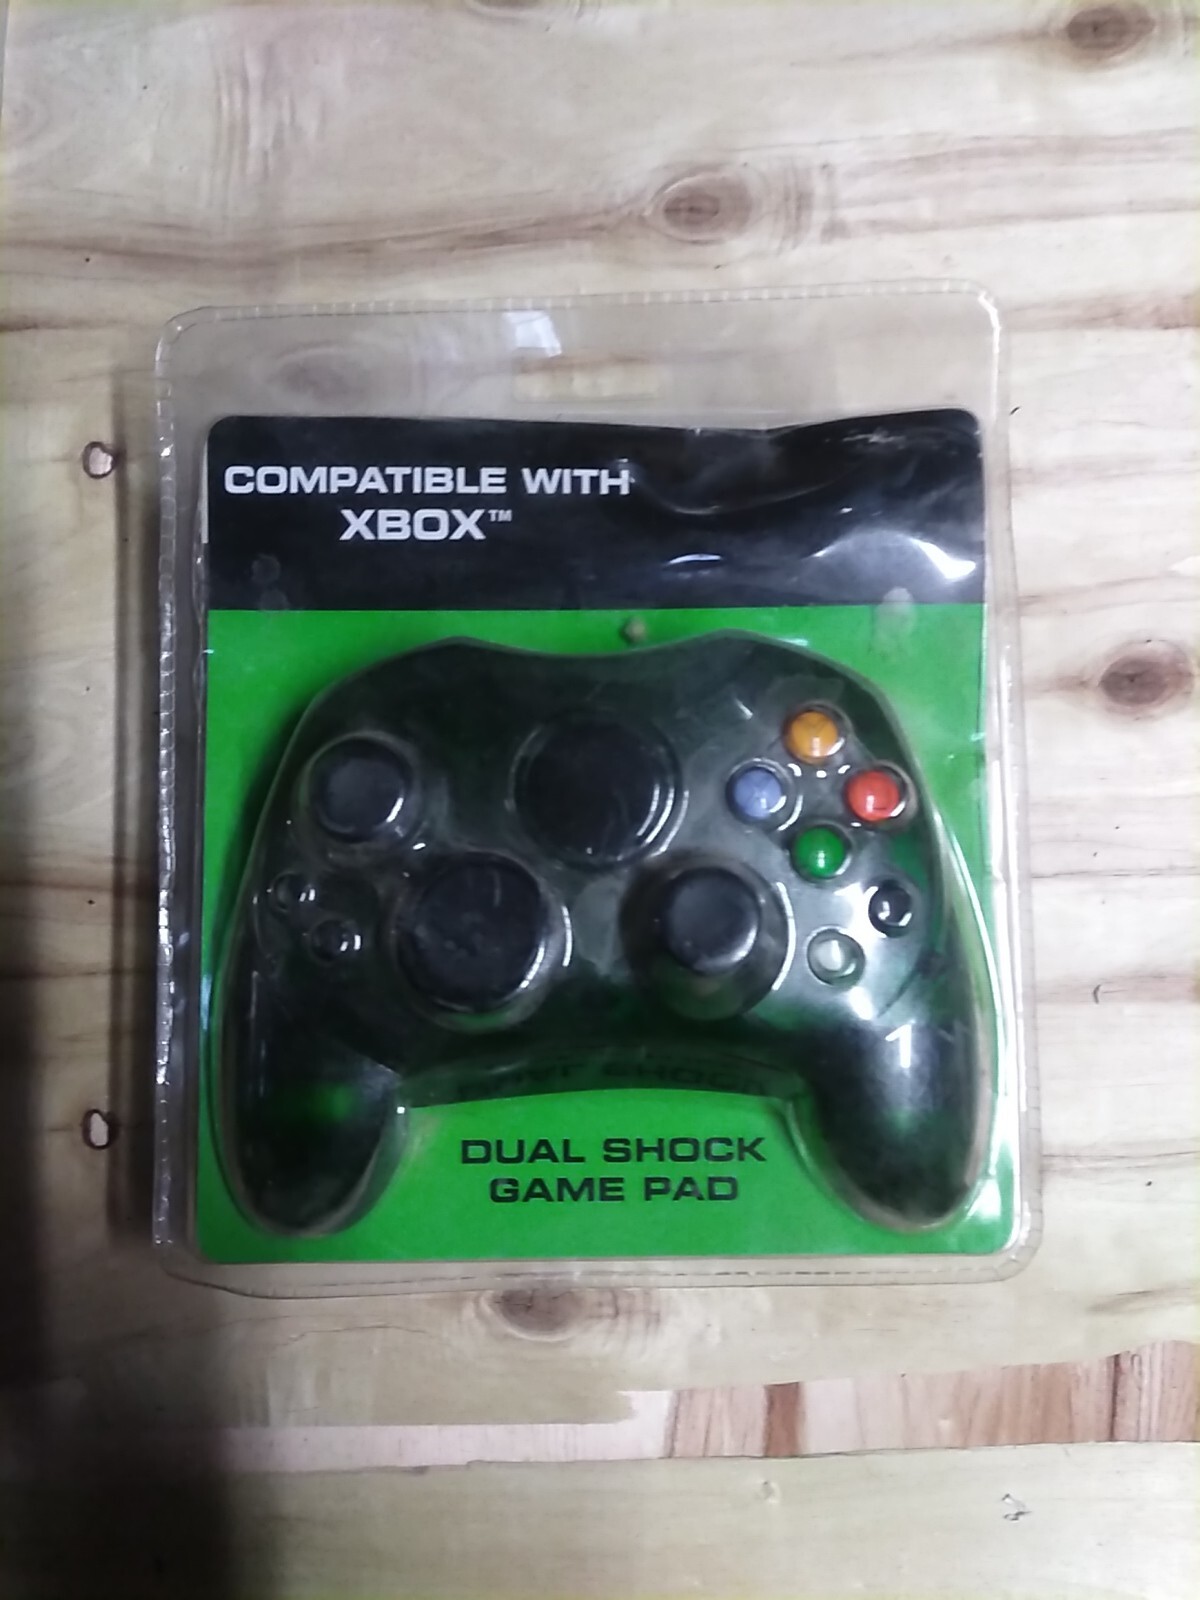 COMPATIBLE WITH
XBOX™
DUAL SHOCK
GAME PAD